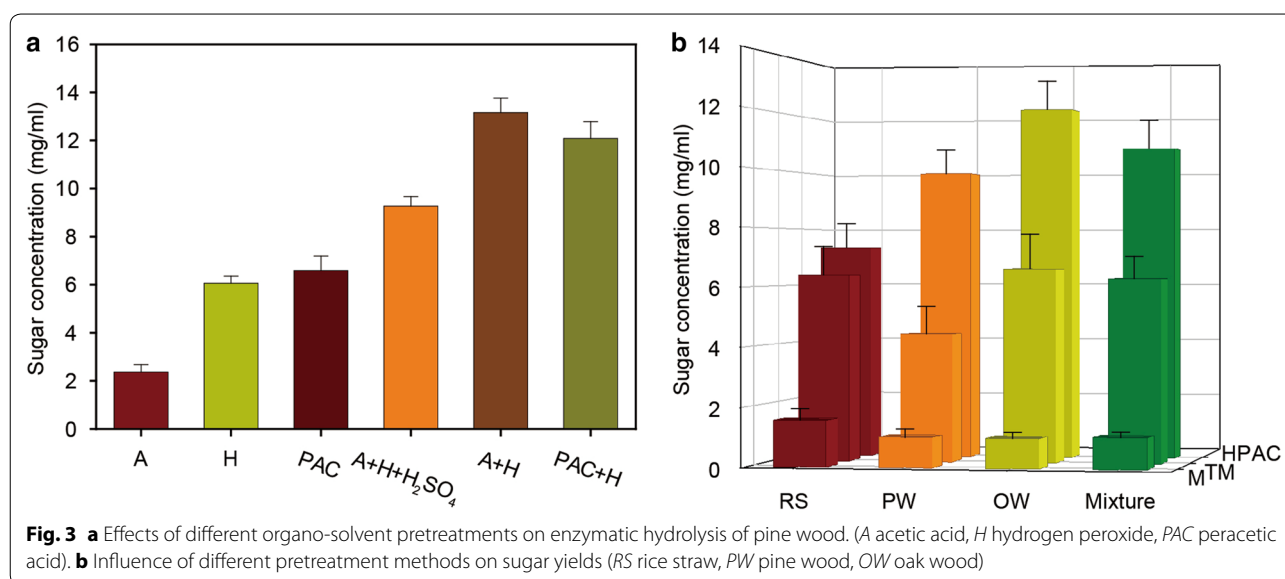 a
16
14
12
10
8
6
4
2
0
Sugar concentration (mg/ml)
A
H
PAC
A+H+H₂SO₄
A+H
PAC+H
b
14
12
10
8
6
4
2
0
Sugar concentration (mg/ml)
RS
PW
OW
Mixture
M
TM
HPAC
Fig. 3 a Effects of different organo-solvent pretreatments on enzymatic hydrolysis of pine wood. (A acetic acid, H hydrogen peroxide, PAC peracetic
acid). b Influence of different pretreatment methods on sugar yields (RS rice straw, PW pine wood, OW oak wood)